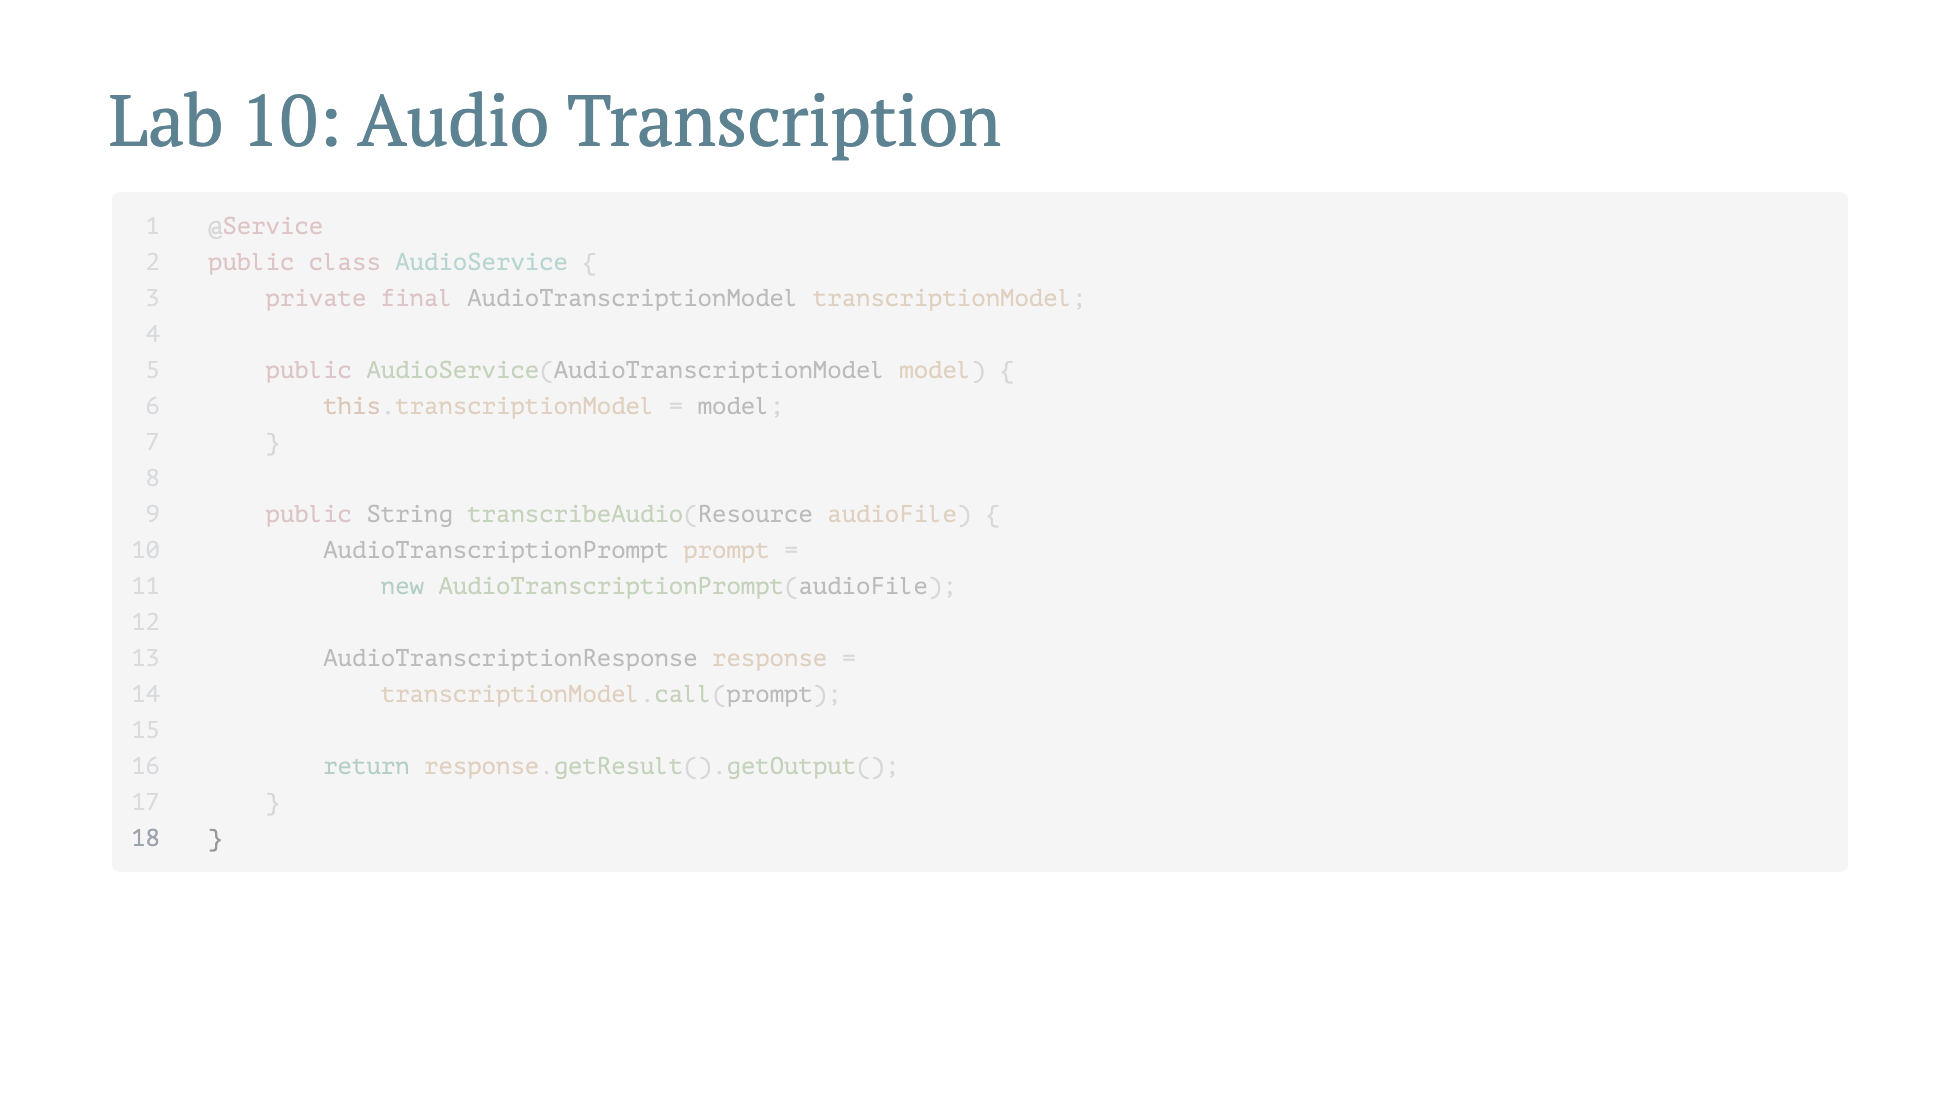 Lab 10: Audio Transcription
1 @Service
2 public class AudioService {
3     private final AudioTranscriptionModel transcriptionModel;
4
5     public AudioService(AudioTranscriptionModel model) {
6         this.transcriptionModel = model;
7     }
8
9     public String transcribeAudio(Resource audioFile) {
10         AudioTranscriptionPrompt prompt =
11             new AudioTranscriptionPrompt(audioFile);
12
13         AudioTranscriptionResponse response =
14             transcriptionModel.call(prompt);
15
16         return response.getResult().getOutput();
17     }
18 }